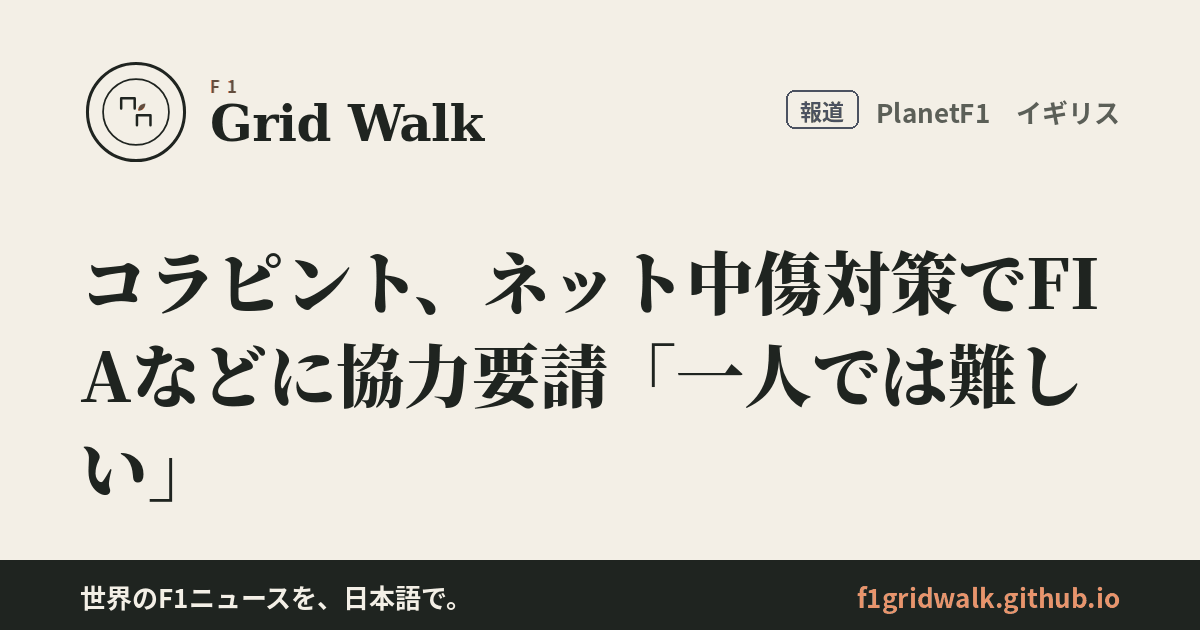 F1
Grid Walk
報道 PlanetF1 イギリス
コラピント、ネット中傷対策でFI
Aなどに協力要請「一人では難し
い」
世界のF1ニュースを、日本語で。
f1gridwalk.github.io